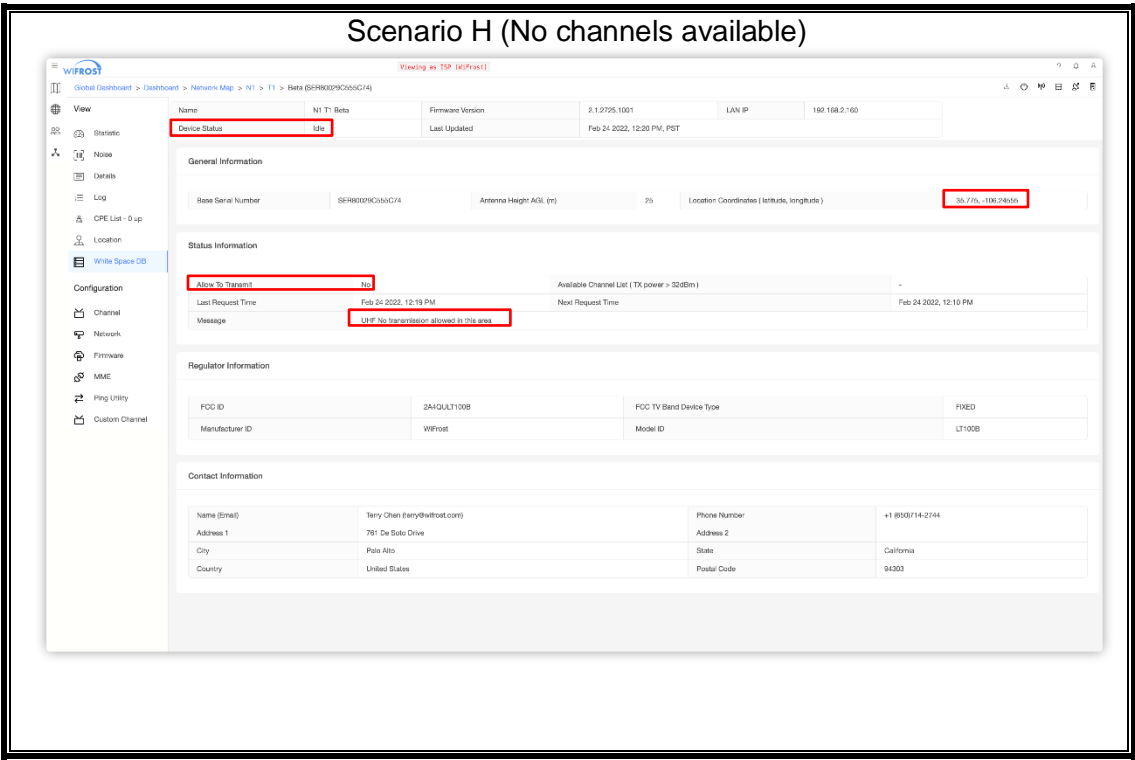 Scenario H (No channels available)
WIFROST
Viewing as ISP (WiFrost)
Global Dashboard > Dashboard > Network Map > N1 > T1 > Beta (SER80029C555C74)
View
Statistic
Noise
Details
Log
CPE List - 0 up
Location
White Space DB
Configuration
Channel
Network
Firmware
MME
Ping Utility
Custom Channel
Name N1 T1 Beta Firmware Version 2.1.2725.1001 LAN IP 192.168.2.160
Device Status Idle Last Updated Feb 24 2022, 12:20 PM, PST
General Information
Base Serial Number SER80029C555C74 Antenna Height AGL (m) 25 Location Coordinates ( latitude, longitude ) 35.775, -106.24555
Status Information
Allow To Transmit No Available Channel List ( TX power > 32dBm ) -
Last Request Time Feb 24 2022, 12:19 PM Next Request Time Feb 24 2022, 12:10 PM
Message UHF No transmission allowed in this area
Regulator Information
FCC ID 2A4QULT100B FCC TV Band Device Type FIXED
Manufacturer ID WiFrost Model ID LT100B
Contact Information
Name (Email) Terry Chen (terry@wifrost.com) Phone Number +1 (650)714-2744
Address 1 761 De Soto Drive Address 2
City Palo Alto State California
Country United States Postal Code 94303